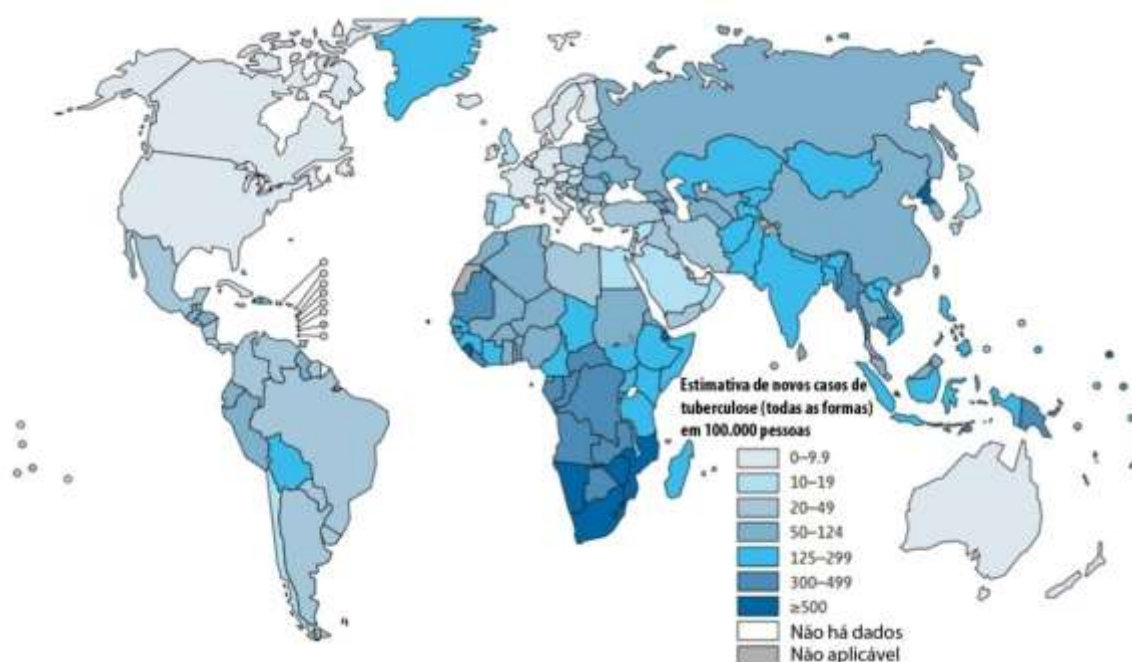 Estimativa de novos casos de
tuberculose (todas as formas)
em 100.000 pessoas
0–9.9
10–19
20–49
50–124
125–299
300–499
≥500
Não há dados
Não aplicável